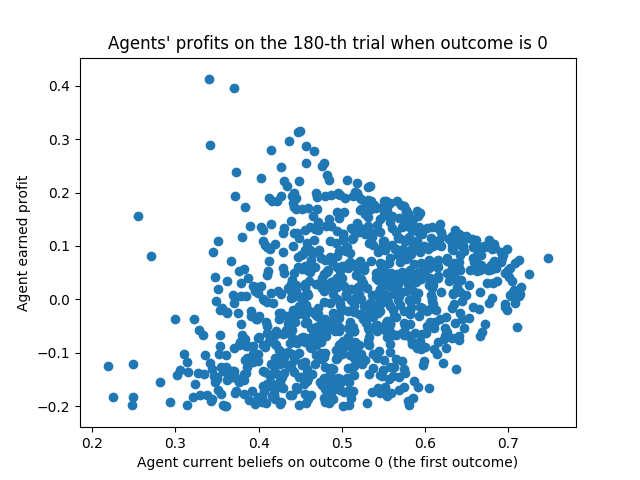 Agents' profits on the 180-th trial when outcome is 0
0.4
0.3
0.2
0.1
0.0
−0.1
−0.2
Agent earned profit
0.2 0.3 0.4 0.5 0.6 0.7
Agent current beliefs on outcome 0 (the first outcome)